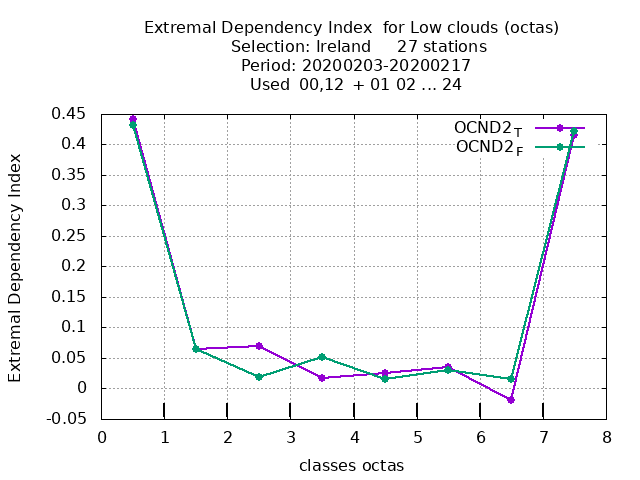 Extremal Dependency Index  for Low clouds (octas)
Selection: Ireland     27 stations
Period: 20200203-20200217
Used  00,12  + 01 02 ... 24
OCND2T
OCND2F
Extremal Dependency Index
0.45
0.4
0.35
0.3
0.25
0.2
0.15
0.1
0.05
0
-0.05
0 1 2 3 4 5 6 7 8
classes octas